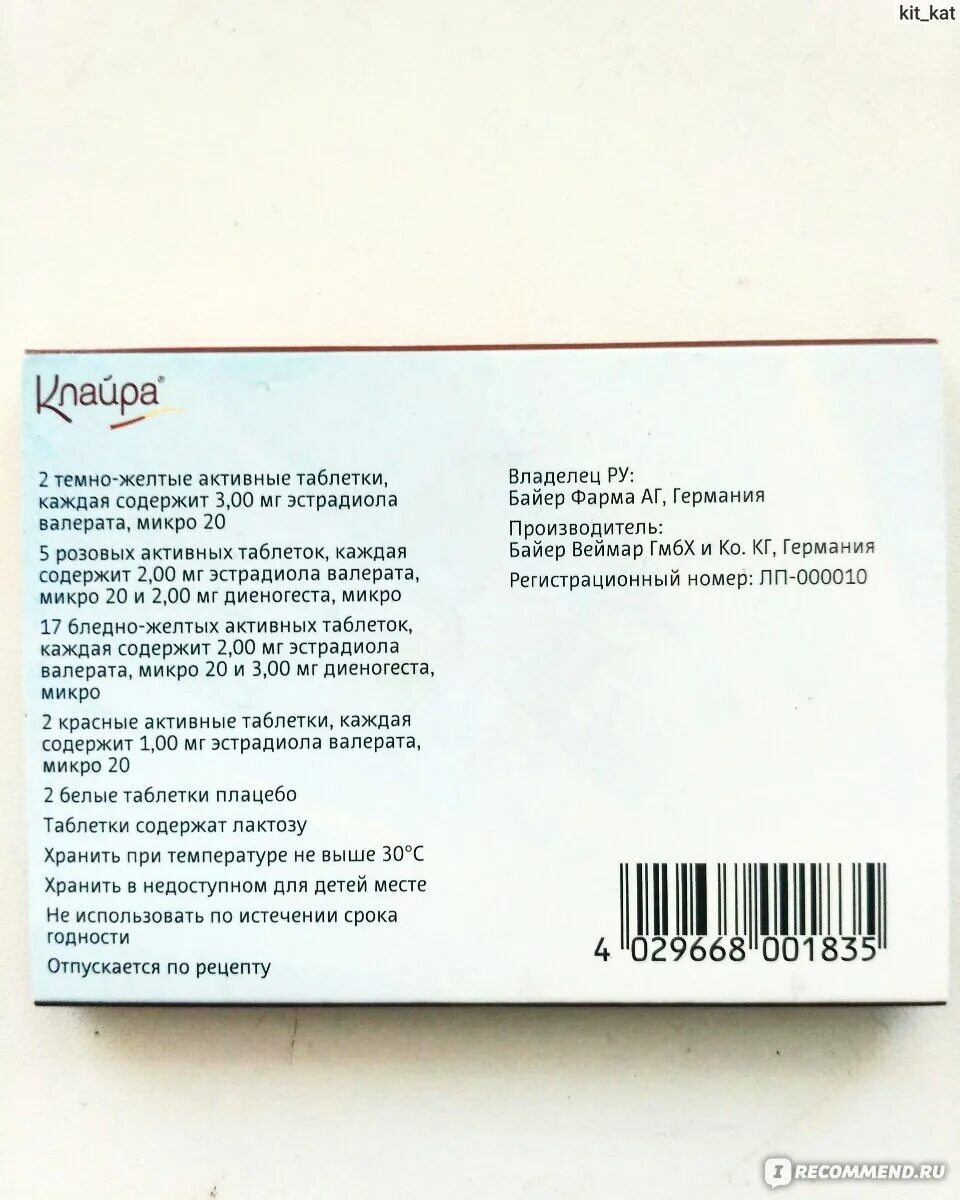 kit_kat
Клайра®
2 темно-желтые активные таблетки,
каждая содержит 3,00 мг эстрадиола
валерата, микро 20
5 розовых активных таблеток, каждая
содержит 2,00 мг эстрадиола валерата,
микро 20 и 2,00 мг диеногеста, микро
17 бледно-желтых активных таблеток,
каждая содержит 2,00 мг эстрадиола
валерата, микро 20 и 3,00 мг диеногеста,
микро
2 красные активные таблетки, каждая
содержит 1,00 мг эстрадиола валерата,
микро 20
2 белые таблетки плацебо
Таблетки содержат лактозу
Хранить при температуре не выше 30°С
Хранить в недоступном для детей месте
Не использовать по истечении срока
годности
Отпускается по рецепту
Владелец РУ:
Байер Фарма АГ, Германия
Производитель:
Байер Веймар ГмбХ и Ко. КГ, Германия
Регистрационный номер: ЛП-000010
4 029668 001835
I RECOMMEND.RU